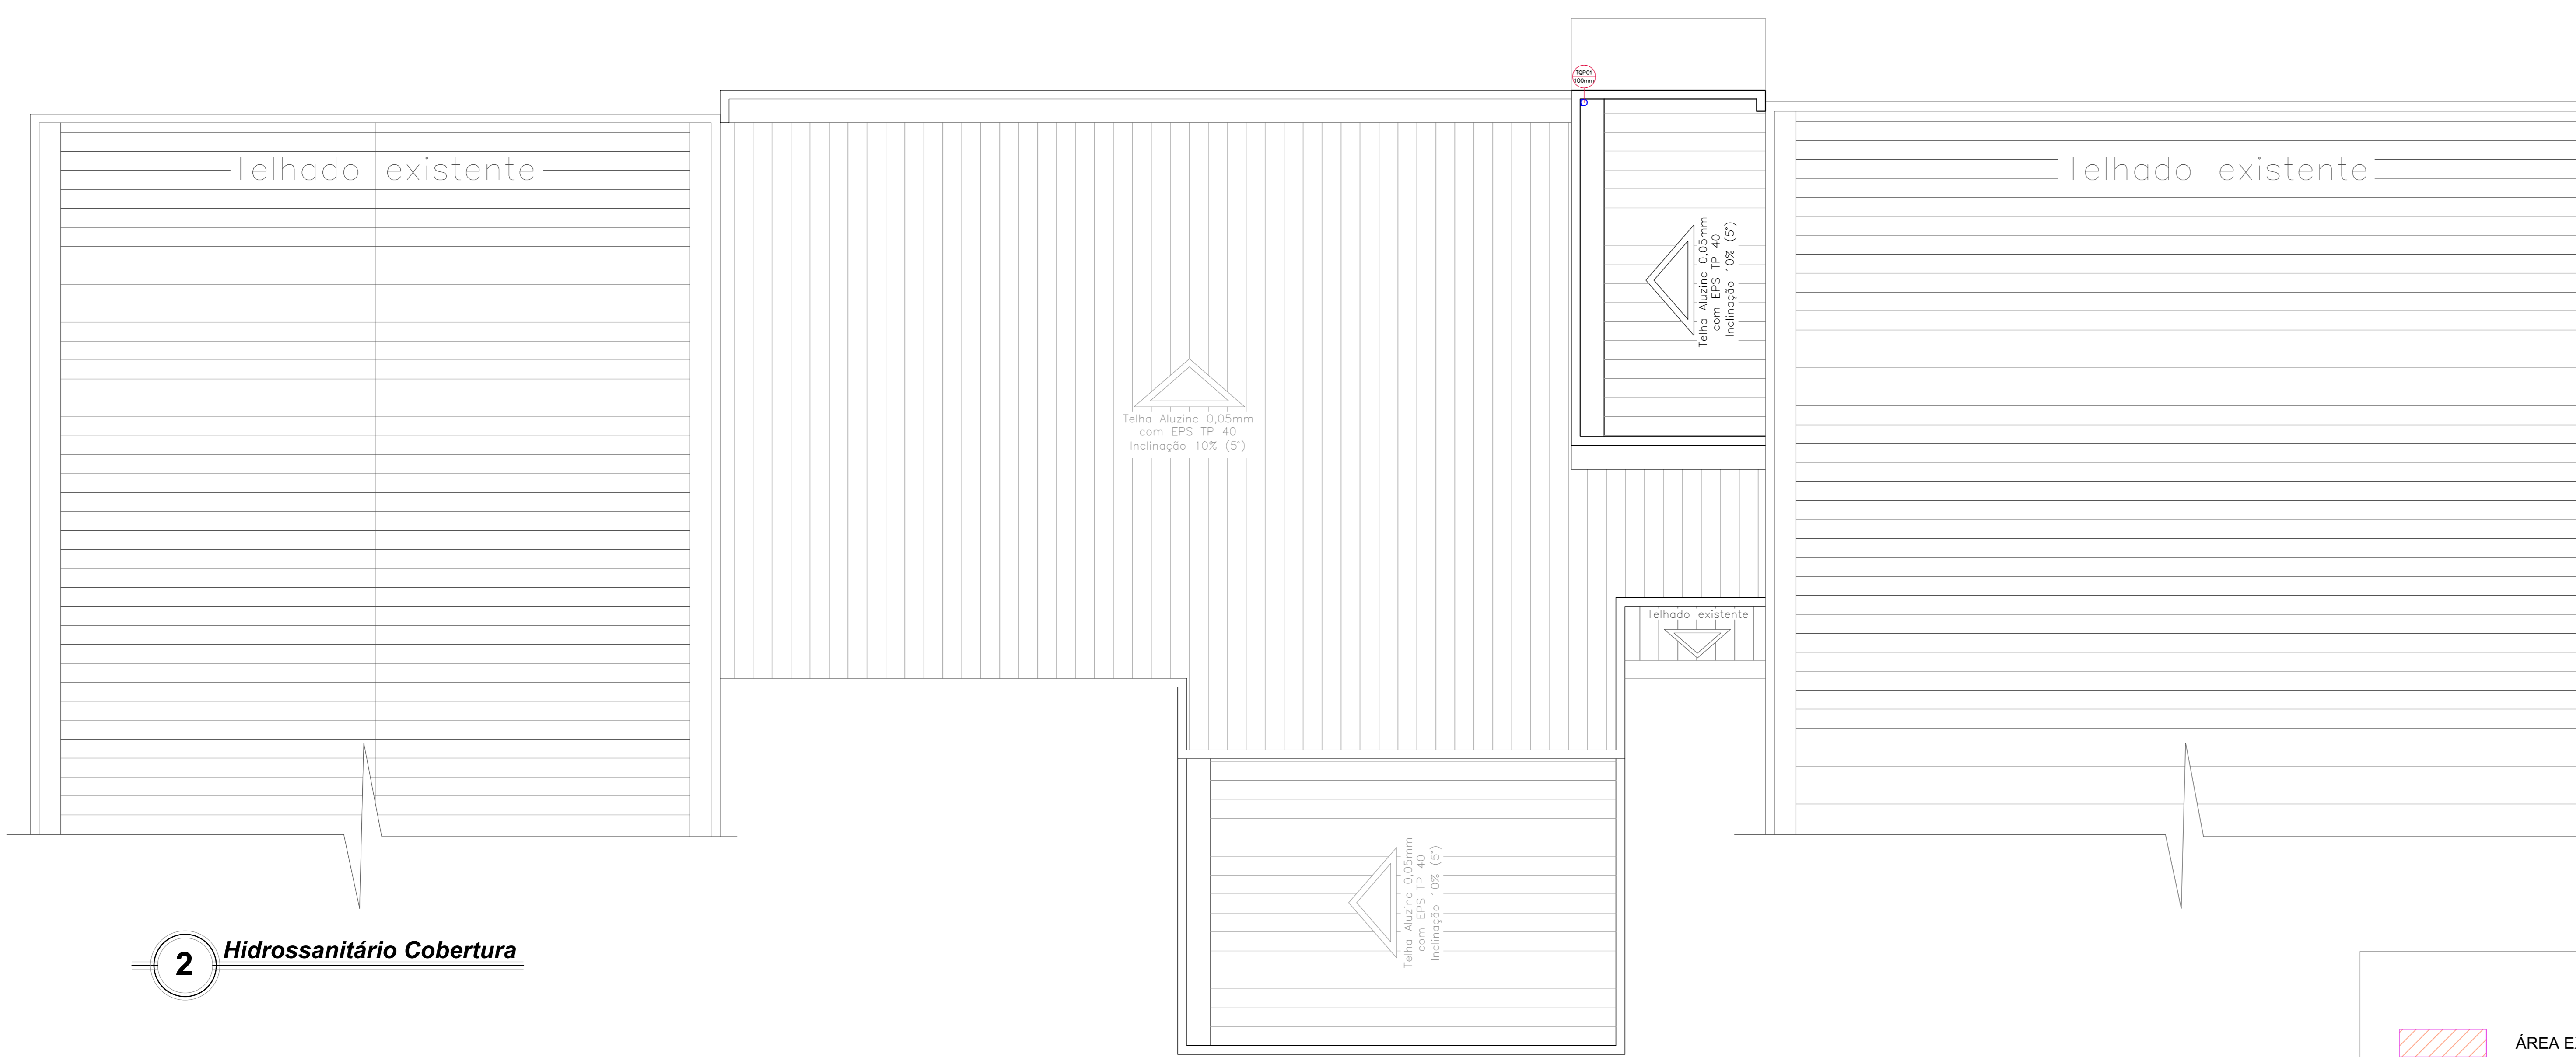 TQP01
100mm
Telhado existente
Telhado existente
Telha Aluzinc 0,05mm
com EPS TP 40
Inclinação 10% (5°)
Telha Aluzinc 0,05mm
com EPS TP 40
Inclinação 10% (5°)
Telhado existente
Telha Aluzinc 0,05mm
com EPS TP 40
Inclinação 10% (5°)
2
Hidrossanitário Cobertura
ÁREA E